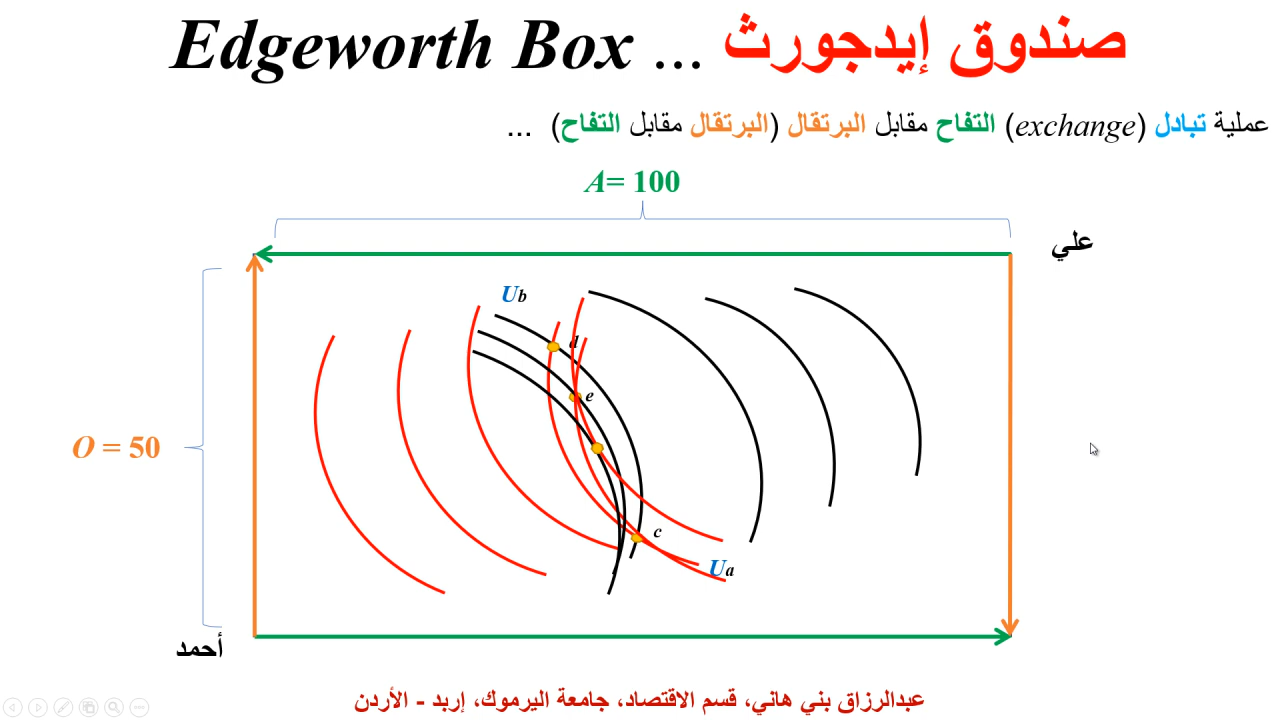 صندوق إيدجورث ... Edgeworth Box
عملية تبادل (exchange) التفاح مقابل البرتقال (البرتقال مقابل التفاح) ...
A= 100
علي
Ub
d
e
O = 50
c
Ua
أحمد
عبدالرزاق بني هاني، قسم الاقتصاد، جامعة اليرموك، إربد - الأردن